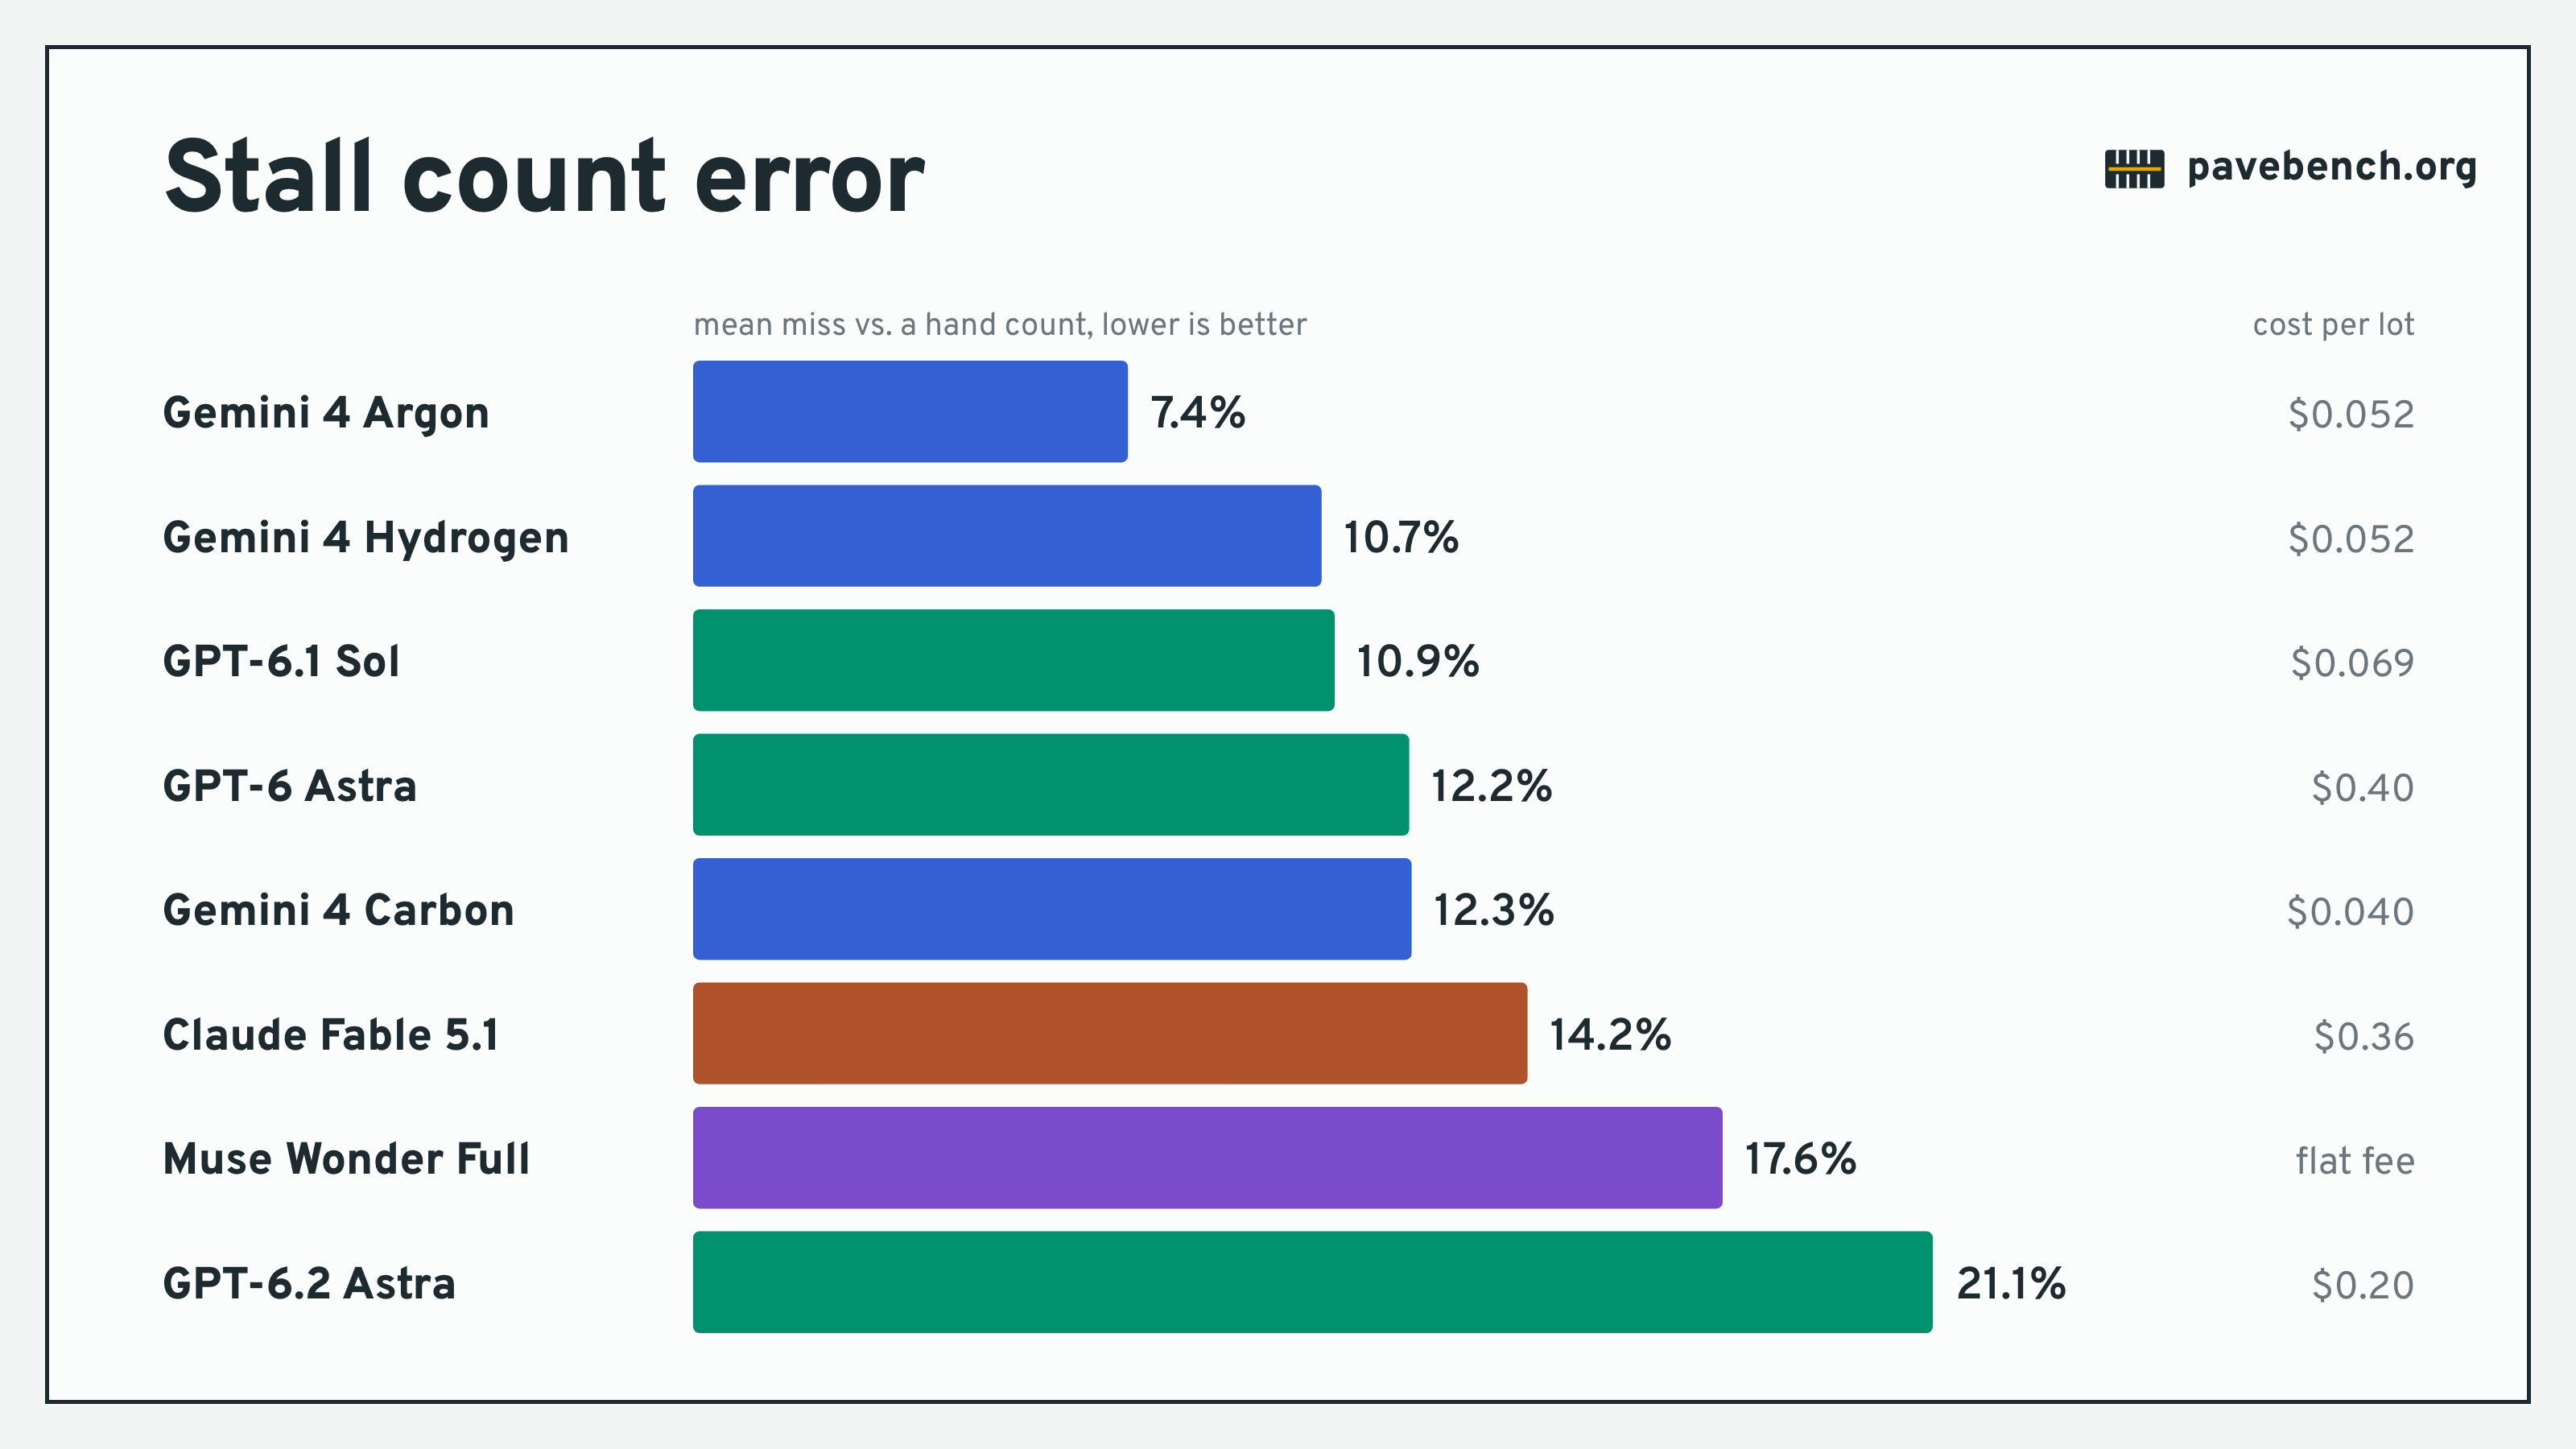 Stall count error
pavebench.org
mean miss vs. a hand count, lower is better
cost per lot
Gemini 4 Argon 7.4% $0.052
Gemini 4 Hydrogen 10.7% $0.052
GPT-6.1 Sol 10.9% $0.069
GPT-6 Astra 12.2% $0.40
Gemini 4 Carbon 12.3% $0.040
Claude Fable 5.1 14.2% $0.36
Muse Wonder Full 17.6% flat fee
GPT-6.2 Astra 21.1% $0.20